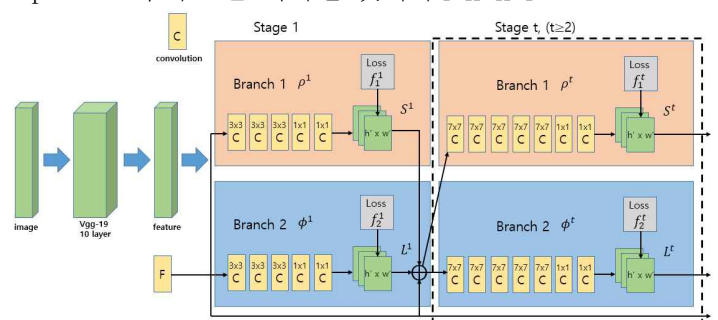 Stage 1
Stage t, (t≥2)
C
convolution
Branch 1 ρ¹
Loss
f₁¹
S¹
3x3 C
3x3 C
3x3 C
1x1 C
1x1 C
h' x w'
Branch 1 ρᵗ
Loss
f₁ᵗ
Sᵗ
7x7 C
7x7 C
7x7 C
7x7 C
7x7 C
1x1 C
1x1 C
h' x w'
image
Vgg-19
10 layer
feature
F
Branch 2 ϕ¹
Loss
f₂¹
L¹
3x3 C
3x3 C
3x3 C
1x1 C
1x1 C
h' x w'
Branch 2 ϕᵗ
Loss
f₂ᵗ
Lᵗ
7x7 C
7x7 C
7x7 C
7x7 C
7x7 C
1x1 C
1x1 C
h' x w'